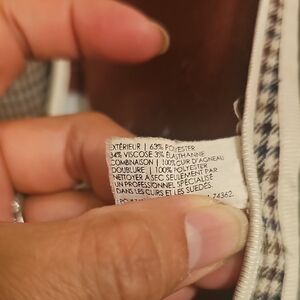 EXTÉRIEUR | 63% POLYESTER
34% VISCOSE 3% ÉLASTHANNE
COMBINAISON | 100% CUIR D'AGNEAU
DOUBLURE | 100% POLYESTER
NETTOYER À SEC SEULEMENT PAR
UN PROFESSIONNEL SPÉCIALISÉ
DANS LES CUIRS ET LES SUÈDES.
74362